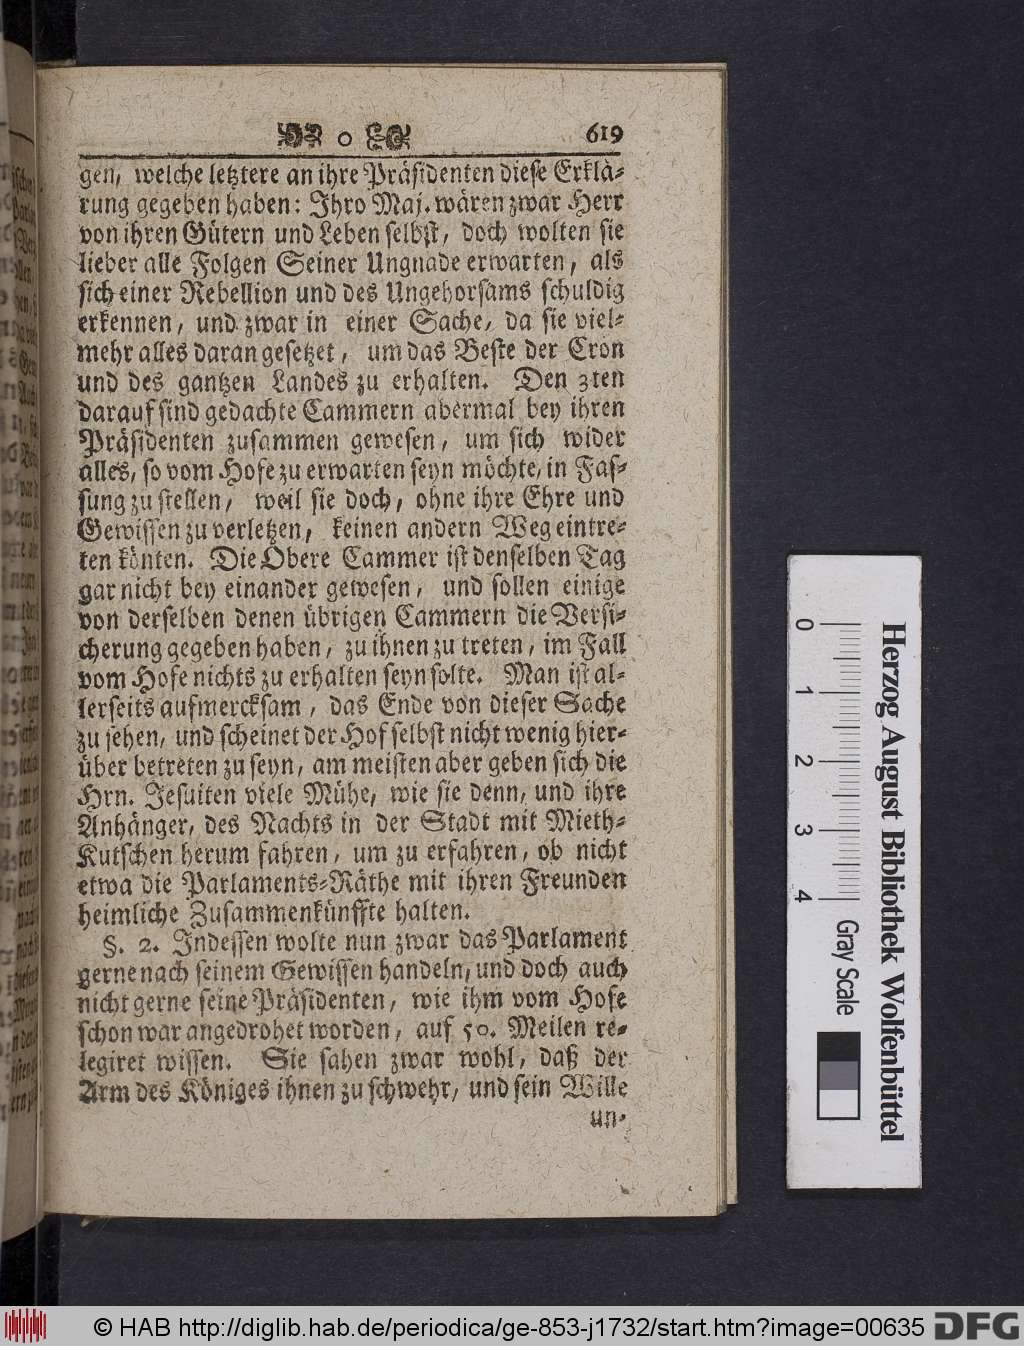 619
gen, welche letztere an ihre Präsidenten diese Erklä-
rung gegeben haben: Ihro Maj. wären zwar Herr
von ihren Gütern und Leben selbst, doch wolten sie
lieber alle Folgen Seiner Ungnade erwarten, als
sich einer Rebellion und des Ungehorsams schuldig
erkennen, und zwar in einer Sache, da sie viel-
mehr alles daran gesetzet, um das Beste der Cron
und des gantzen Landes zu erhalten. Den 3ten
darauf sind gedachte Cammern abermal bey ihren
Präsidenten zusammen gewesen, um sich wider
alles, so vom Hofe zu erwarten seyn möchte, in Fas-
sung zu stellen, weil sie doch, ohne ihre Ehre und
Gewissen zu verletzen, keinen andern Weg eintre-
ten könten. Die Obere Cammer ist denselben Tag
gar nicht bey einander gewesen, und sollen einige
von derselben denen übrigen Cammern die Versi-
cherung gegeben haben, zu ihnen zu treten, im Fall
vom Hofe nichts zu erhalten seyn solte. Man ist al-
lerseits aufmercksam, das Ende von dieser Sache
zu sehen, und scheinet der Hof selbst nicht wenig hier-
über betreten zu seyn, am meisten aber geben sich die
Hrn. Jesuiten viele Mühe, wie sie denn, und ihre
Anhänger, des Nachts in der Stadt mit Mieth-
Kutschen herum fahren, um zu erfahren, ob nicht
etwa die Parlaments-Räthe mit ihren Freunden
heimliche Zusammenkünffte halten.
§. 2. Indessen wolte nun zwar das Parlament
gerne nach seinem Gewissen handeln, und doch auch
nicht gerne seine Präsidenten, wie ihm vom Hofe
schon war angedrohet worden, auf 50. Meilen re-
legiret wissen. Sie sahen zwar wohl, daß der
Arm des Königes ihnen zu schwehr, und sein Wille
un-
0 1 2 3 4
Gray Scale
Herzog August Bibliothek Wolfenbüttel
© HAB http://diglib.hab.de/periodica/ge-853-j1732/start.htm?image=00635
DFG